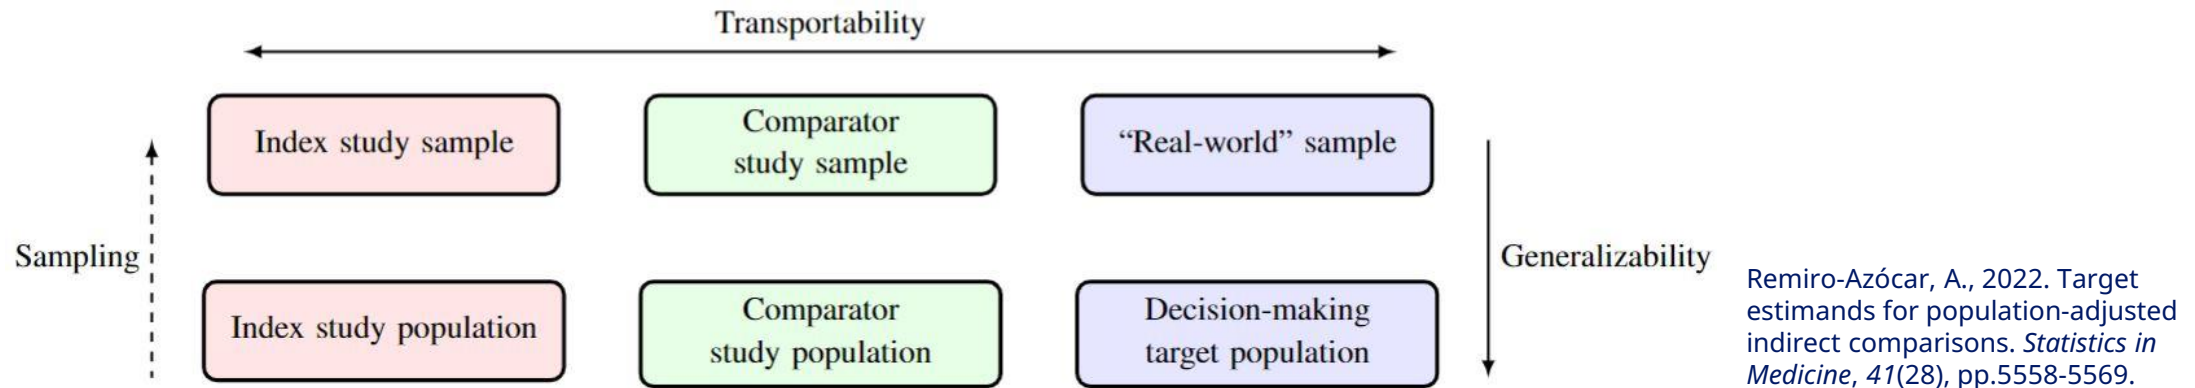 Transportability
Index study sample
Comparator
study sample
“Real-world” sample
Sampling
Generalizability
Index study population
Comparator
study population
Decision-making
target population
Remiro-Azócar, A., 2022. Target
estimands for population-adjusted
indirect comparisons. Statistics in
Medicine, 41(28), pp.5558-5569.